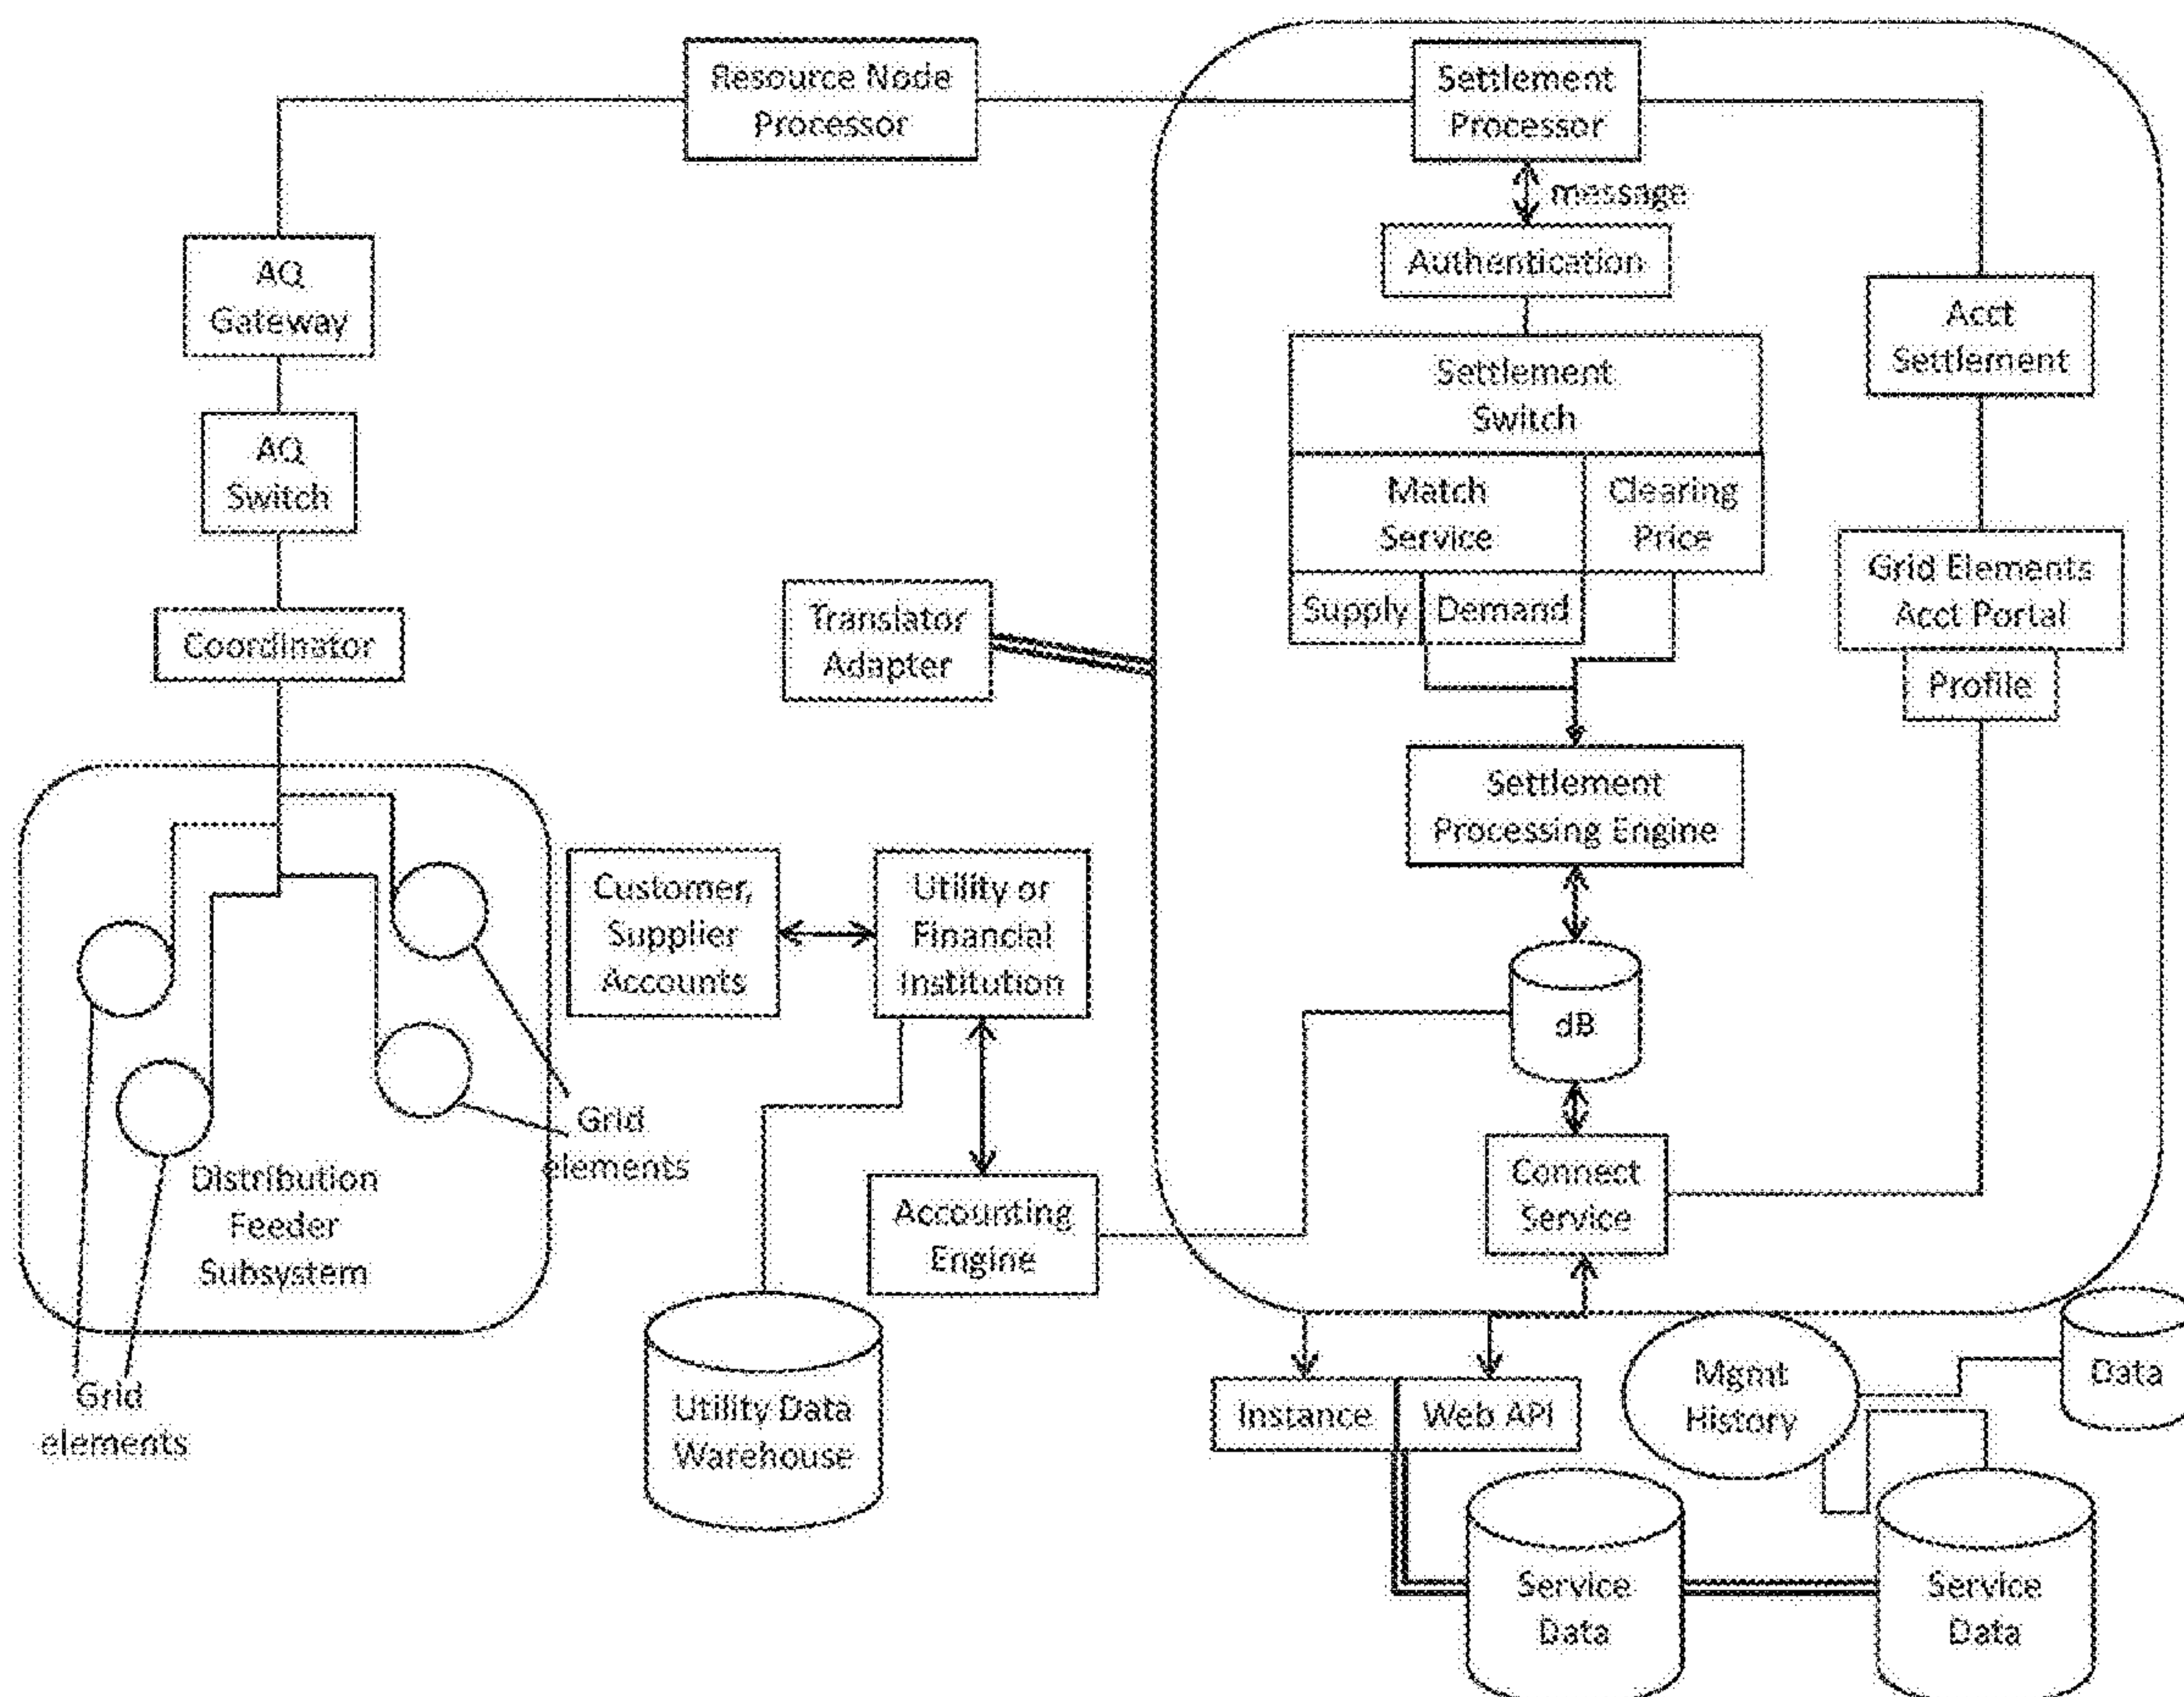 Resource Node
Processor
Settlement
Processor
message
AQ
Gateway
Authentication
Acct
Settlement
Settlement
Switch
AQ
Switch
Match
Service
Clearing
Price
Grid Elements
Acct Portal
Supply
Demand
Translator
Adapter
Coordinator
Profile
Settlement
Processing Engine
Customer,
Supplier
Accounts
Utility or
Financial
Institution
dB
Grid
elements
Distribution
Feeder
Subsystem
Connect
Service
Accounting
Engine
Grid
elements
Utility Data
Warehouse
Instance
Web API
Mgmt
History
Data
Service
Data
Service
Data